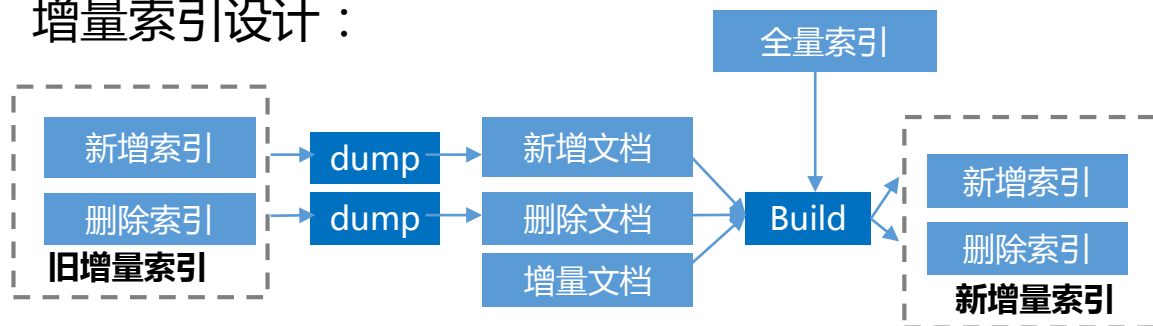 增量索引设计：
全量索引
新增索引
dump
新增文档
删除索引
dump
删除文档
旧增量索引
增量文档
Build
新增索引
删除索引
新增量索引